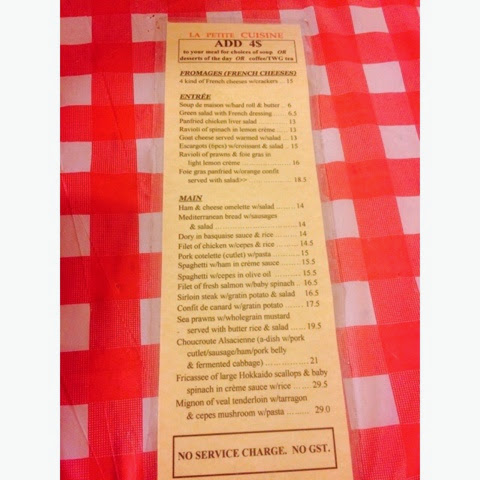 LA PETITE CUISINE
ADD 4$
to your meal for choices of soup OR
desserts of the day OR coffee/TWG tea
FROMAGES (FRENCH CHEESES)
4 kind of French cheeses w/crackers .. 15
ENTRÉE
Soup de maison w/hard roll & butter .. 6
Green salad with French dressing ........ 6.5
Panfried chicken liver salad ............... 11
Ravioli of spinach in lemon crème ...... 13
Goat cheese served warmed w/salad .. 13
Escargots (6pcs) w/croissant & salad .. 15
Ravioli of prawns & foie gras in
light lemon crème .................. 16
Foie gras panfried w/orange confit
served with salad>> ................ 18.5
MAIN
Ham & cheese omelette w/salad ......... 14
Mediterranean bread w/sausages
& salad ........................... 14
Dory in basquaise sauce & rice ........ 14
Filet of chicken w/cepes & rice ........ 14.5
Pork cotelette (cutlet) w/pasta .......... 15
Spaghetti w/ham in crème sauce ....... 15.5
Spaghetti w/cepes in olive oil ........... 15.5
Filet of fresh salmon w/baby spinach .. 16.5
Sirloin steak w/gratin potato & salad 16.5
Confit de canard w/gratin potato ....... 17.5
Sea prawns w/wholegrain mustard
. served with butter rice & salad ..... 19.5
Choucroute Alsacienne (a-dish w/pork
cutlet/sausage/ham/pork belly
& fermented cabbage) ................. 21
Fricassee of large Hokkaido scallops & baby
spinach in crème sauce w/rice ...... 29.5
Mignon of veal tenderloin w/tarragon
& cepes mushroom w/pasta .......... 29.0
NO SERVICE CHARGE. NO GST.